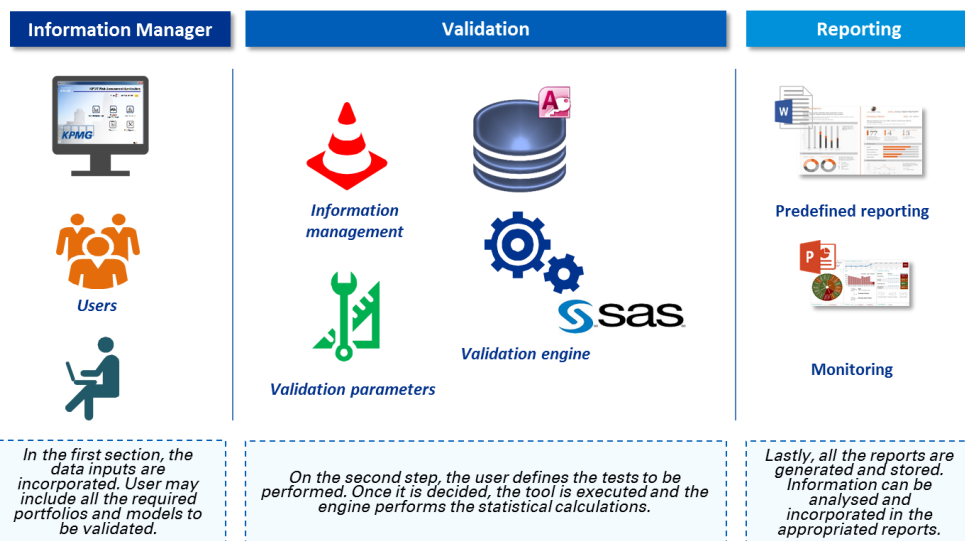 Information Manager
Validation
Reporting
KPMG
A
W
Information
management
Predefined reporting
P
Users
sas
Validation engine
Validation parameters
Monitoring
In the first section, the
data inputs are
incorporated. User may
include all the required
portfolios and models to
be validated.
On the second step, the user defines the tests to be
performed. Once it is decided, the tool is executed and the
engine performs the statistical calculations.
Lastly, all the reports are
generated and stored.
Information can be
analysed and
incorporated in the
appropriated reports.